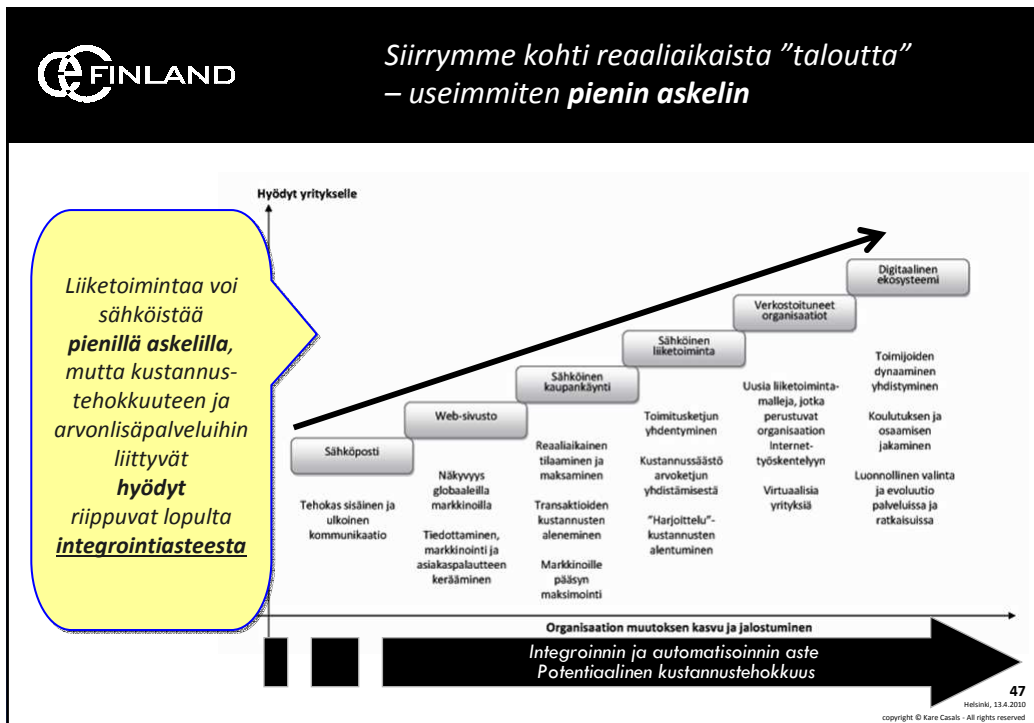 FINLAND
Siirrymme kohti reaaliaikaista ”taloutta”
– useimmiten pienin askelin
Hyödyt yritykselle
Liiketoimintaa voi
sähköistää
pienillä askelilla,
mutta kustannus-
tehokkuuteen ja
arvonlisäpalveluihin
liittyvät
hyödyt
riippuvat lopulta
integrointiasteesta
Sähköposti
Tehokas sisäinen ja
ulkoinen
kommunikaatio
Web-sivusto
Näkyvyys
globaaleilla
markkinoilla
Tiedottaminen,
markkinointi ja
asiakaspalautteen
kerääminen
Sähköinen
kaupankäynti
Reaaliaikainen
tilaaminen ja
maksaminen
Transaktioiden
kustannusten
aleneminen
Markkinoille
pääsyn
maksimointi
Sähköinen
liiketoiminta
Toimitusketjun
yhdentyminen
Kustannussäästö
arvoketjun
yhdistämisestä
”Harjoittelu”-
kustannusten
alentuminen
Verkostoituneet
organisaatiot
Uusia liiketoiminta-
malleja, jotka
perustuvat
organisaation
Internet-
työskentelyyn
Virtuaalisia
yrityksiä
Digitaalinen
ekosysteemi
Toimijoiden
dynaaminen
yhdistyminen
Koulutuksen ja
osaamisen
jakaminen
Luonnollinen valinta
ja evoluutio
palveluissa ja
ratkaisuissa
Organisaation muutoksen kasvu ja jalostuminen
Integroinnin ja automatisoinnin aste
Potentiaalinen kustannustehokkuus
47
Helsinki, 13.4.2010
copyright © Kare Casals - All rights reserved